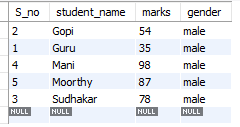 S_no student_name marks gender
2 Gopi 54 male
1 Guru 35 male
4 Mani 98 male
5 Moorthy 87 male
3 Sudhakar 78 male
NULL NULL NULL NULL